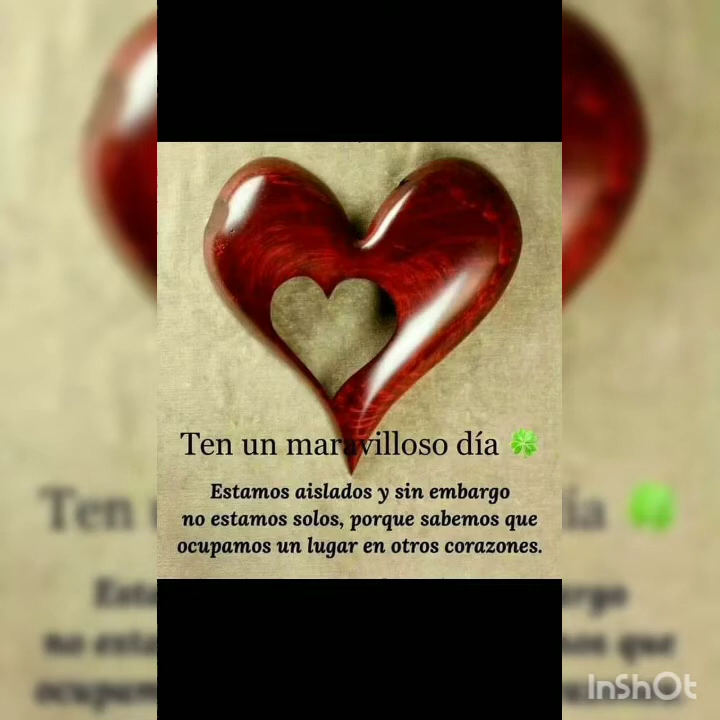 Ten un maravilloso día 🍀
Estamos aislados y sin embargo
no estamos solos, porque sabemos que
ocupamos un lugar en otros corazones.
InShOt